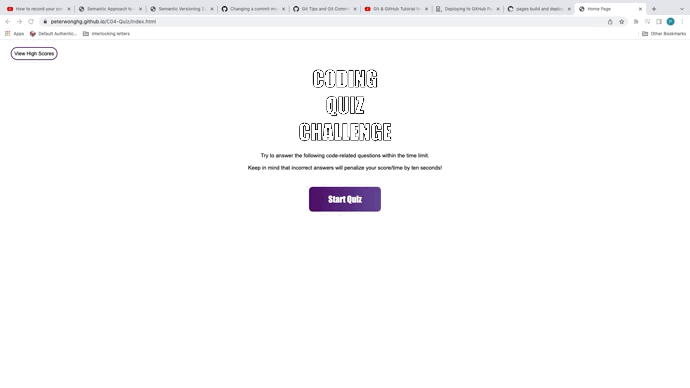 How to record your scr
Semantic Approach to
Semantic Versioning 2
Changing a commit me
Git Tips and Git Comm
Git & GitHub Tutorial f
Deploying to GitHub Pa
pages build and deploy
Home Page
peterwonghg.github.io/C04-Quiz/index.html
Apps
Default Authentic...
Interlocking letters
Other Bookmarks
View High Scores
CODING
QUIZ
CHALLENGE
Try to answer the following code-related questions within the time limit.
Keep in mind that incorrect answers will penalize your score/time by ten seconds!
Start Quiz